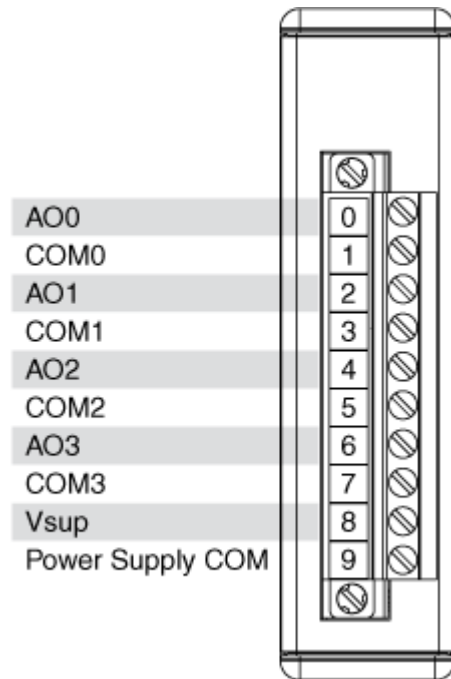 AO0 0
COM0 1
AO1 2
COM1 3
AO2 4
COM2 5
AO3 6
COM3 7
Vsup 8
Power Supply COM 9